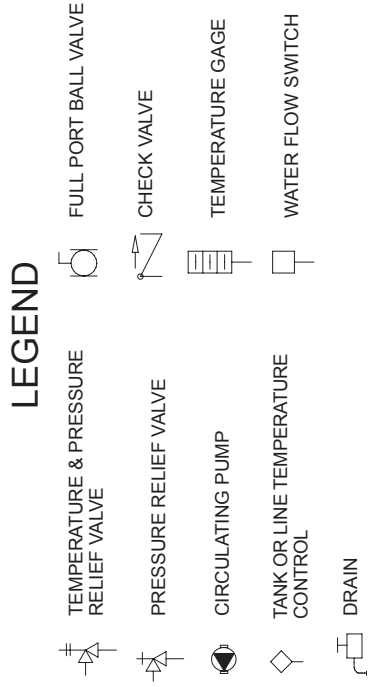 LEGEND
TEMPERATURE & PRESSURE
RELIEF VALVE
PRESSURE RELIEF VALVE
CIRCULATING PUMP
TANK OR LINE TEMPERATURE
CONTROL
DRAIN
FULL PORT BALL VALVE
CHECK VALVE
TEMPERATURE GAGE
WATER FLOW SWITCH